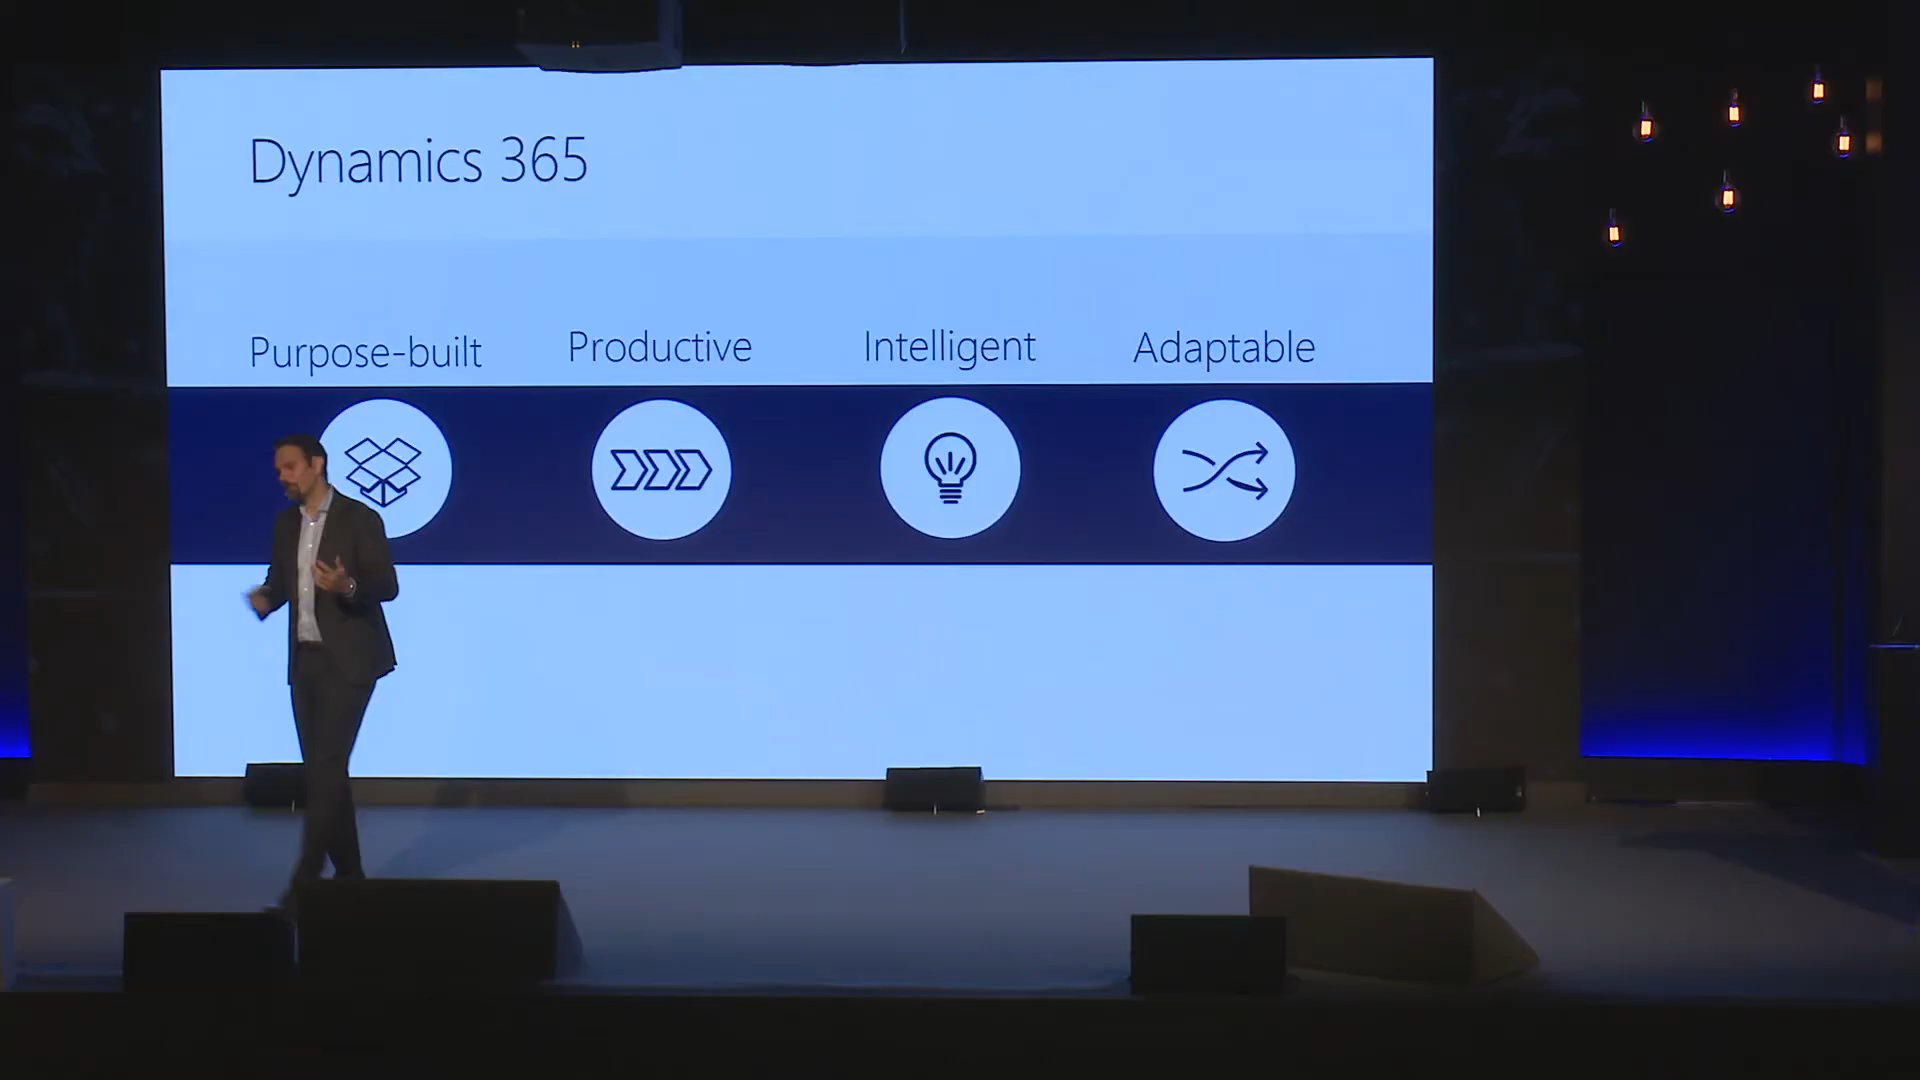 Dynamics 365
Purpose-built
Productive
Intelligent
Adaptable